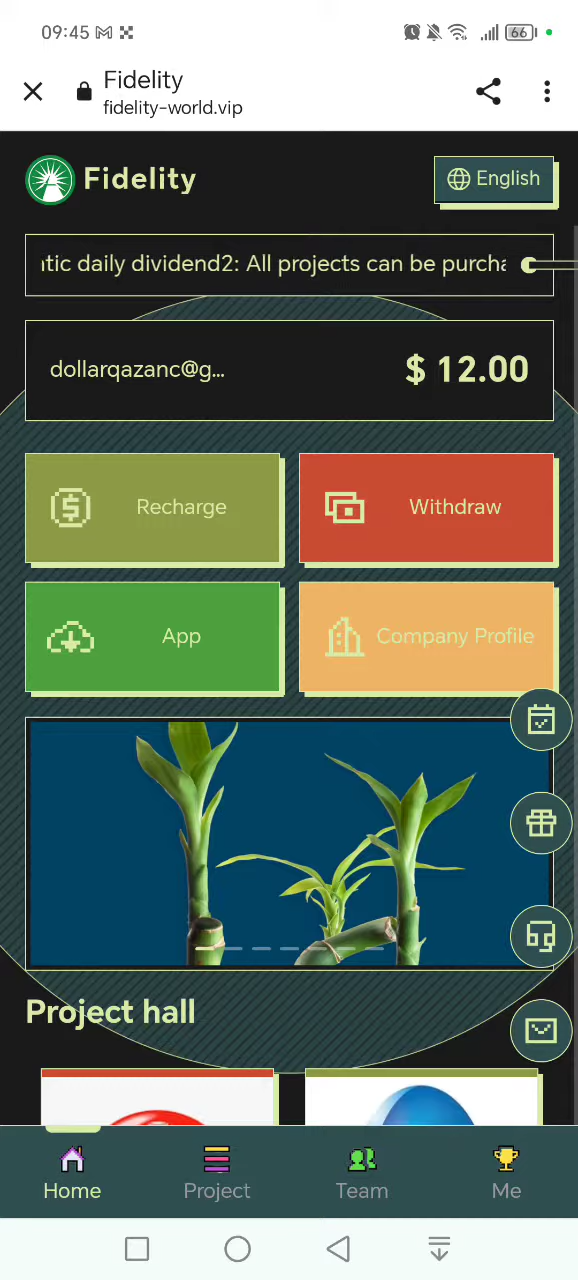 09:45
66
Fidelity
fidelity-world.vip
Fidelity
English
atic daily dividend2: All projects can be purcha
dollarqazanc@g...
$ 12.00
Recharge
Withdraw
App
Company Profile
Project hall
Home
Project
Team
Me